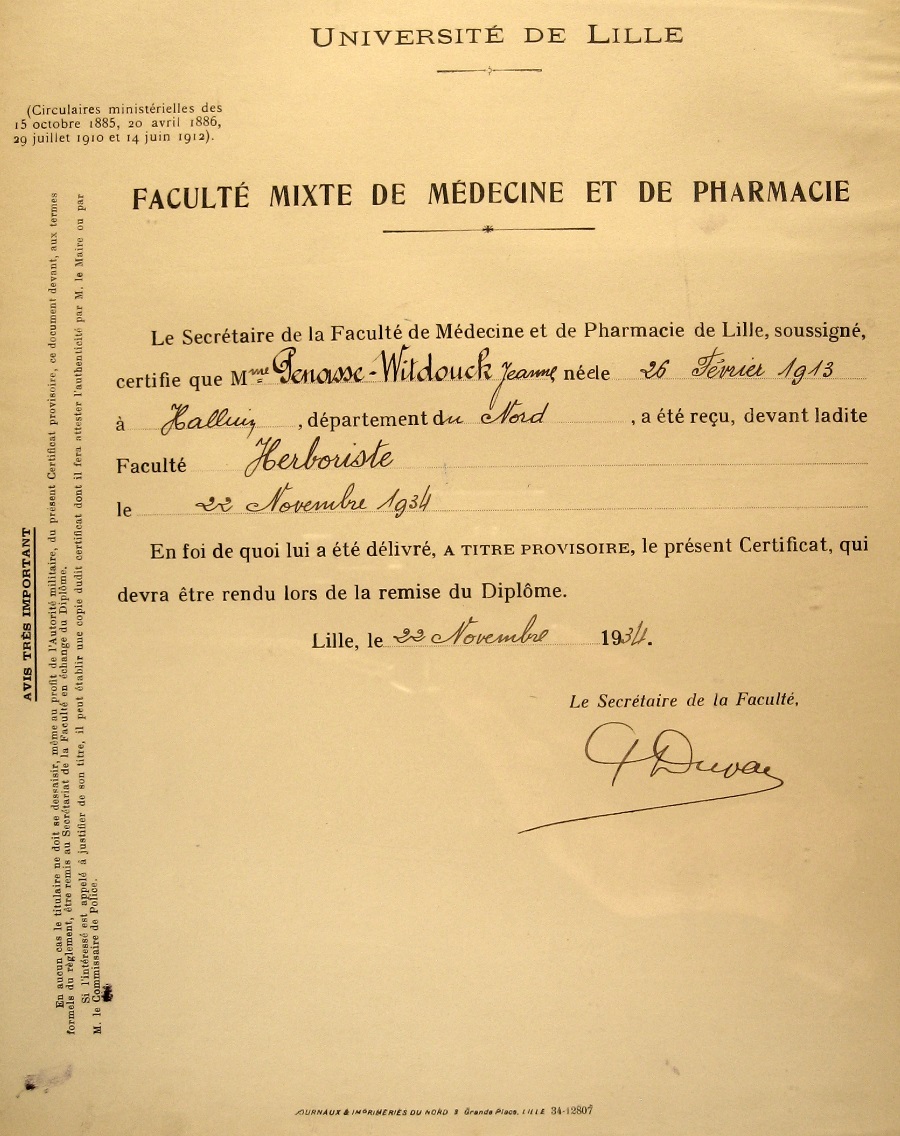 UNIVERSITÉ DE LILLE
(Circulaires ministérielles des
15 octobre 1885, 20 avril 1886,
29 juillet 1910 et 14 juin 1912).
FACULTÉ MIXTE DE MÉDECINE ET DE PHARMACIE
Le Secrétaire de la Faculté de Médecine et de Pharmacie de Lille, soussigné,
certifie que Mme Penasse-Witdouck Jeanne née le 26 Février 1913
à Halluin, département du Nord, a été reçu, devant ladite
Faculté Herboriste
le 22 Novembre 1934
En foi de quoi lui a été délivré, A TITRE PROVISOIRE, le présent Certificat, qui
devra être rendu lors de la remise du Diplôme.
Lille, le 22 Novembre 1934.
Le Secrétaire de la Faculté,
AVIS TRÈS IMPORTANT
En aucun cas le titulaire ne doit se dessaisir, même au profit de l'Autorité militaire, du présent Certificat provisoire, ce document devant, aux termes
formels du règlement, être remis au Secrétariat de la Faculté en échange du Diplôme.
Si l'intéressé est appelé à justifier de son titre, il peut établir une copie dudit certificat dont il fera attester l'authenticité par M. le Maire ou par
M. le Commissaire de Police.
JOURNAUX & IMPRIMERIES DU NORD Grande Place, LILLE 34-12807